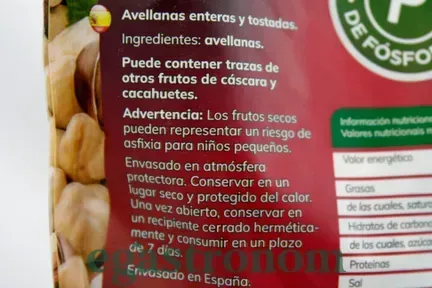 Avellanas enteras y tostadas.
Ingredientes: avellanas.
Puede contener trazas de
otros frutos de cáscara y
cacahuetes.
Advertencia: Los frutos secos
pueden representar un riesgo de
asfixia para niños pequeños.
Envasado en atmósfera
protectora. Conservar en un
lugar seco y protegido del calor.
Una vez abierto, conservar en
un recipiente cerrado hermética-
mente y consumir en un plazo
de 7 días.
Envasado en España.
P
DE FÓSFO
Información nutricion
Valores nutricionales m
Valor energético
Grasas
de las cuales, satura
Hidratos de carbon
de los cuales, azúca
Proteínas
Sal
egastronom